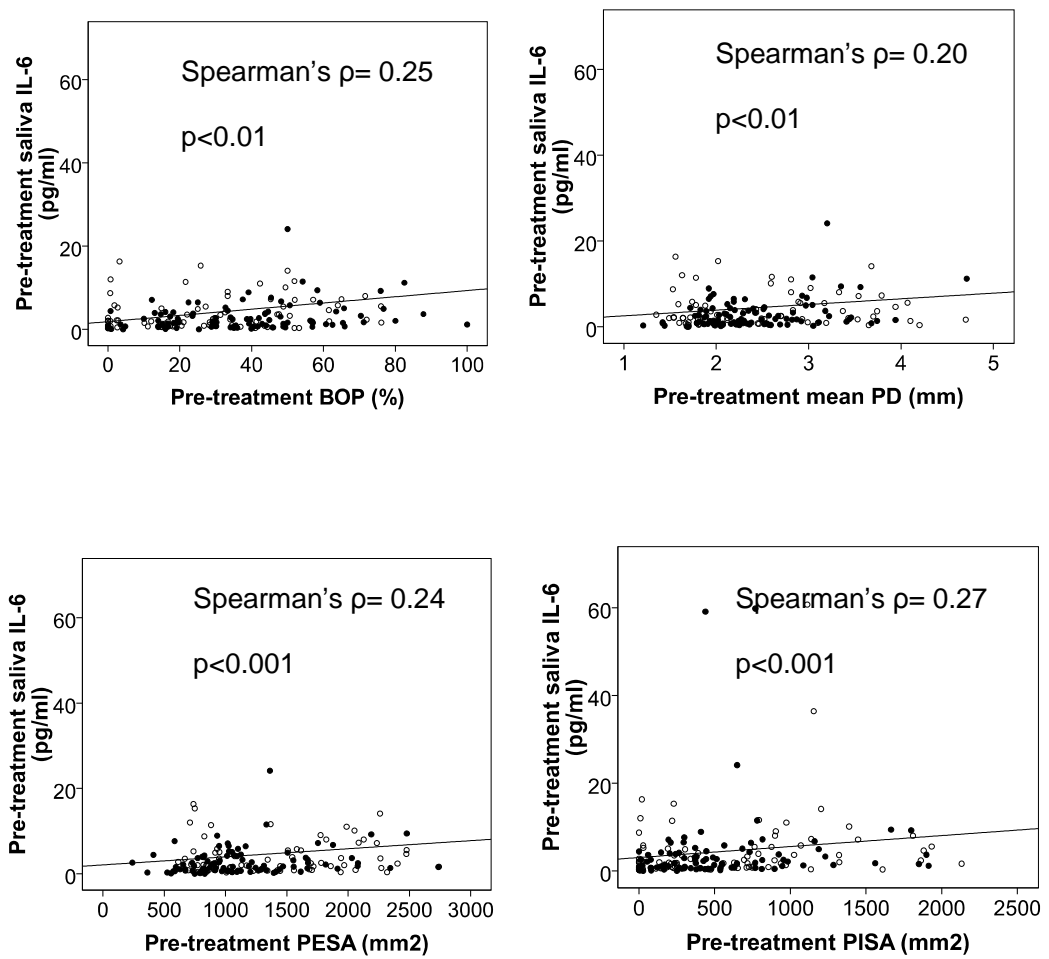 Pre-treatment saliva IL-6
(pg/ml)
60
40
20
0
Spearman's ρ= 0.25
p<0.01
0 20 40 60 80 100
Pre-treatment BOP (%)
Pre-treatment saliva IL-6
(pg/ml)
60
40
20
0
Spearman's ρ= 0.20
p<0.01
1 2 3 4 5
Pre-treatment mean PD (mm)
Pre-treatment saliva IL-6
(pg/ml)
60
40
20
0
Spearman's ρ= 0.24
p<0.001
0 500 1000 1500 2000 2500 3000
Pre-treatment PESA (mm2)
Pre-treatment saliva IL-6
(pg/ml)
60
40
20
0
Spearman's ρ= 0.27
p<0.001
0 500 1000 1500 2000 2500
Pre-treatment PISA (mm2)